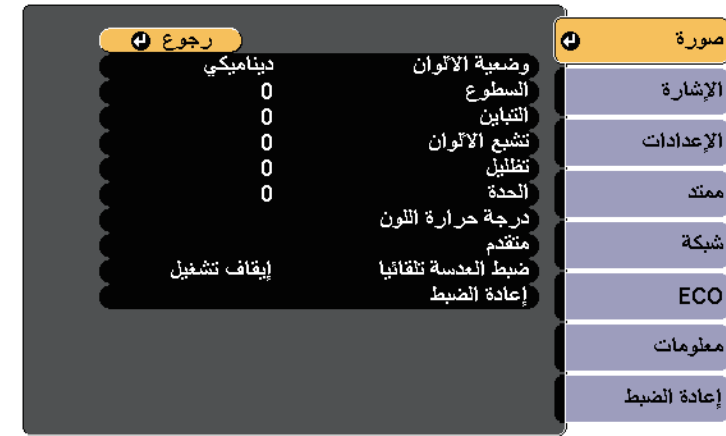 صورة
الإشارة
الإعدادات
ممتد
شبكة
ECO
معلومات
إعادة الضبط
رجوع
وضعية الألوان ديناميكي
السطوع 0
التباين 0
تشبع الألوان 0
تظليل 0
الحدة 0
درجة حرارة اللون
متقدم
ضبط العدسة تلقائيا إيقاف تشغيل
إعادة الضبط